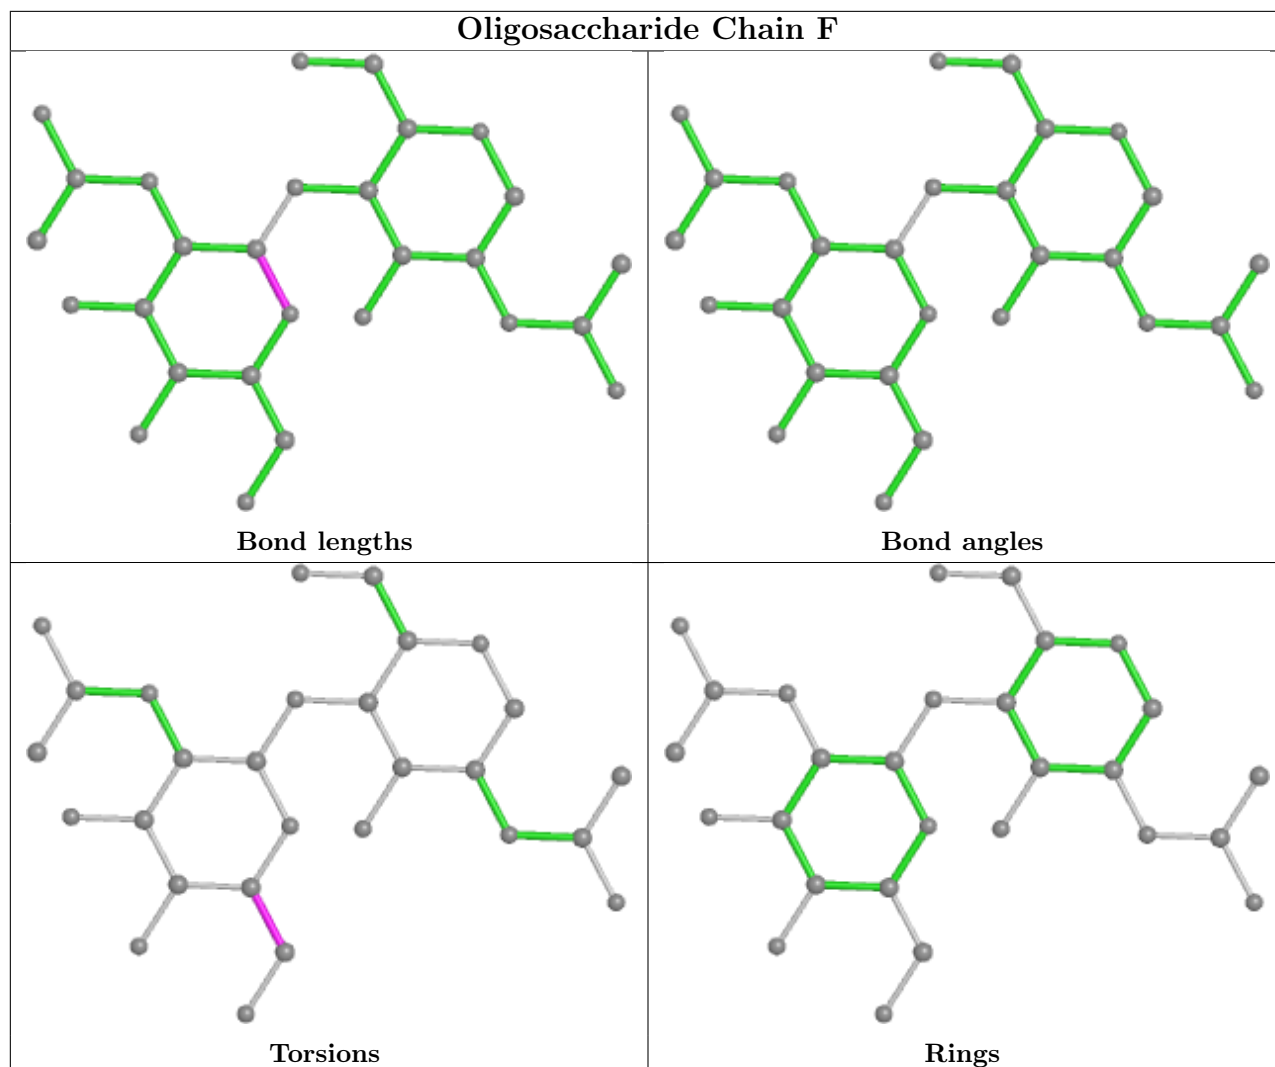 Oligosaccharide Chain F
Bond lengths
Bond angles
Torsions
Rings